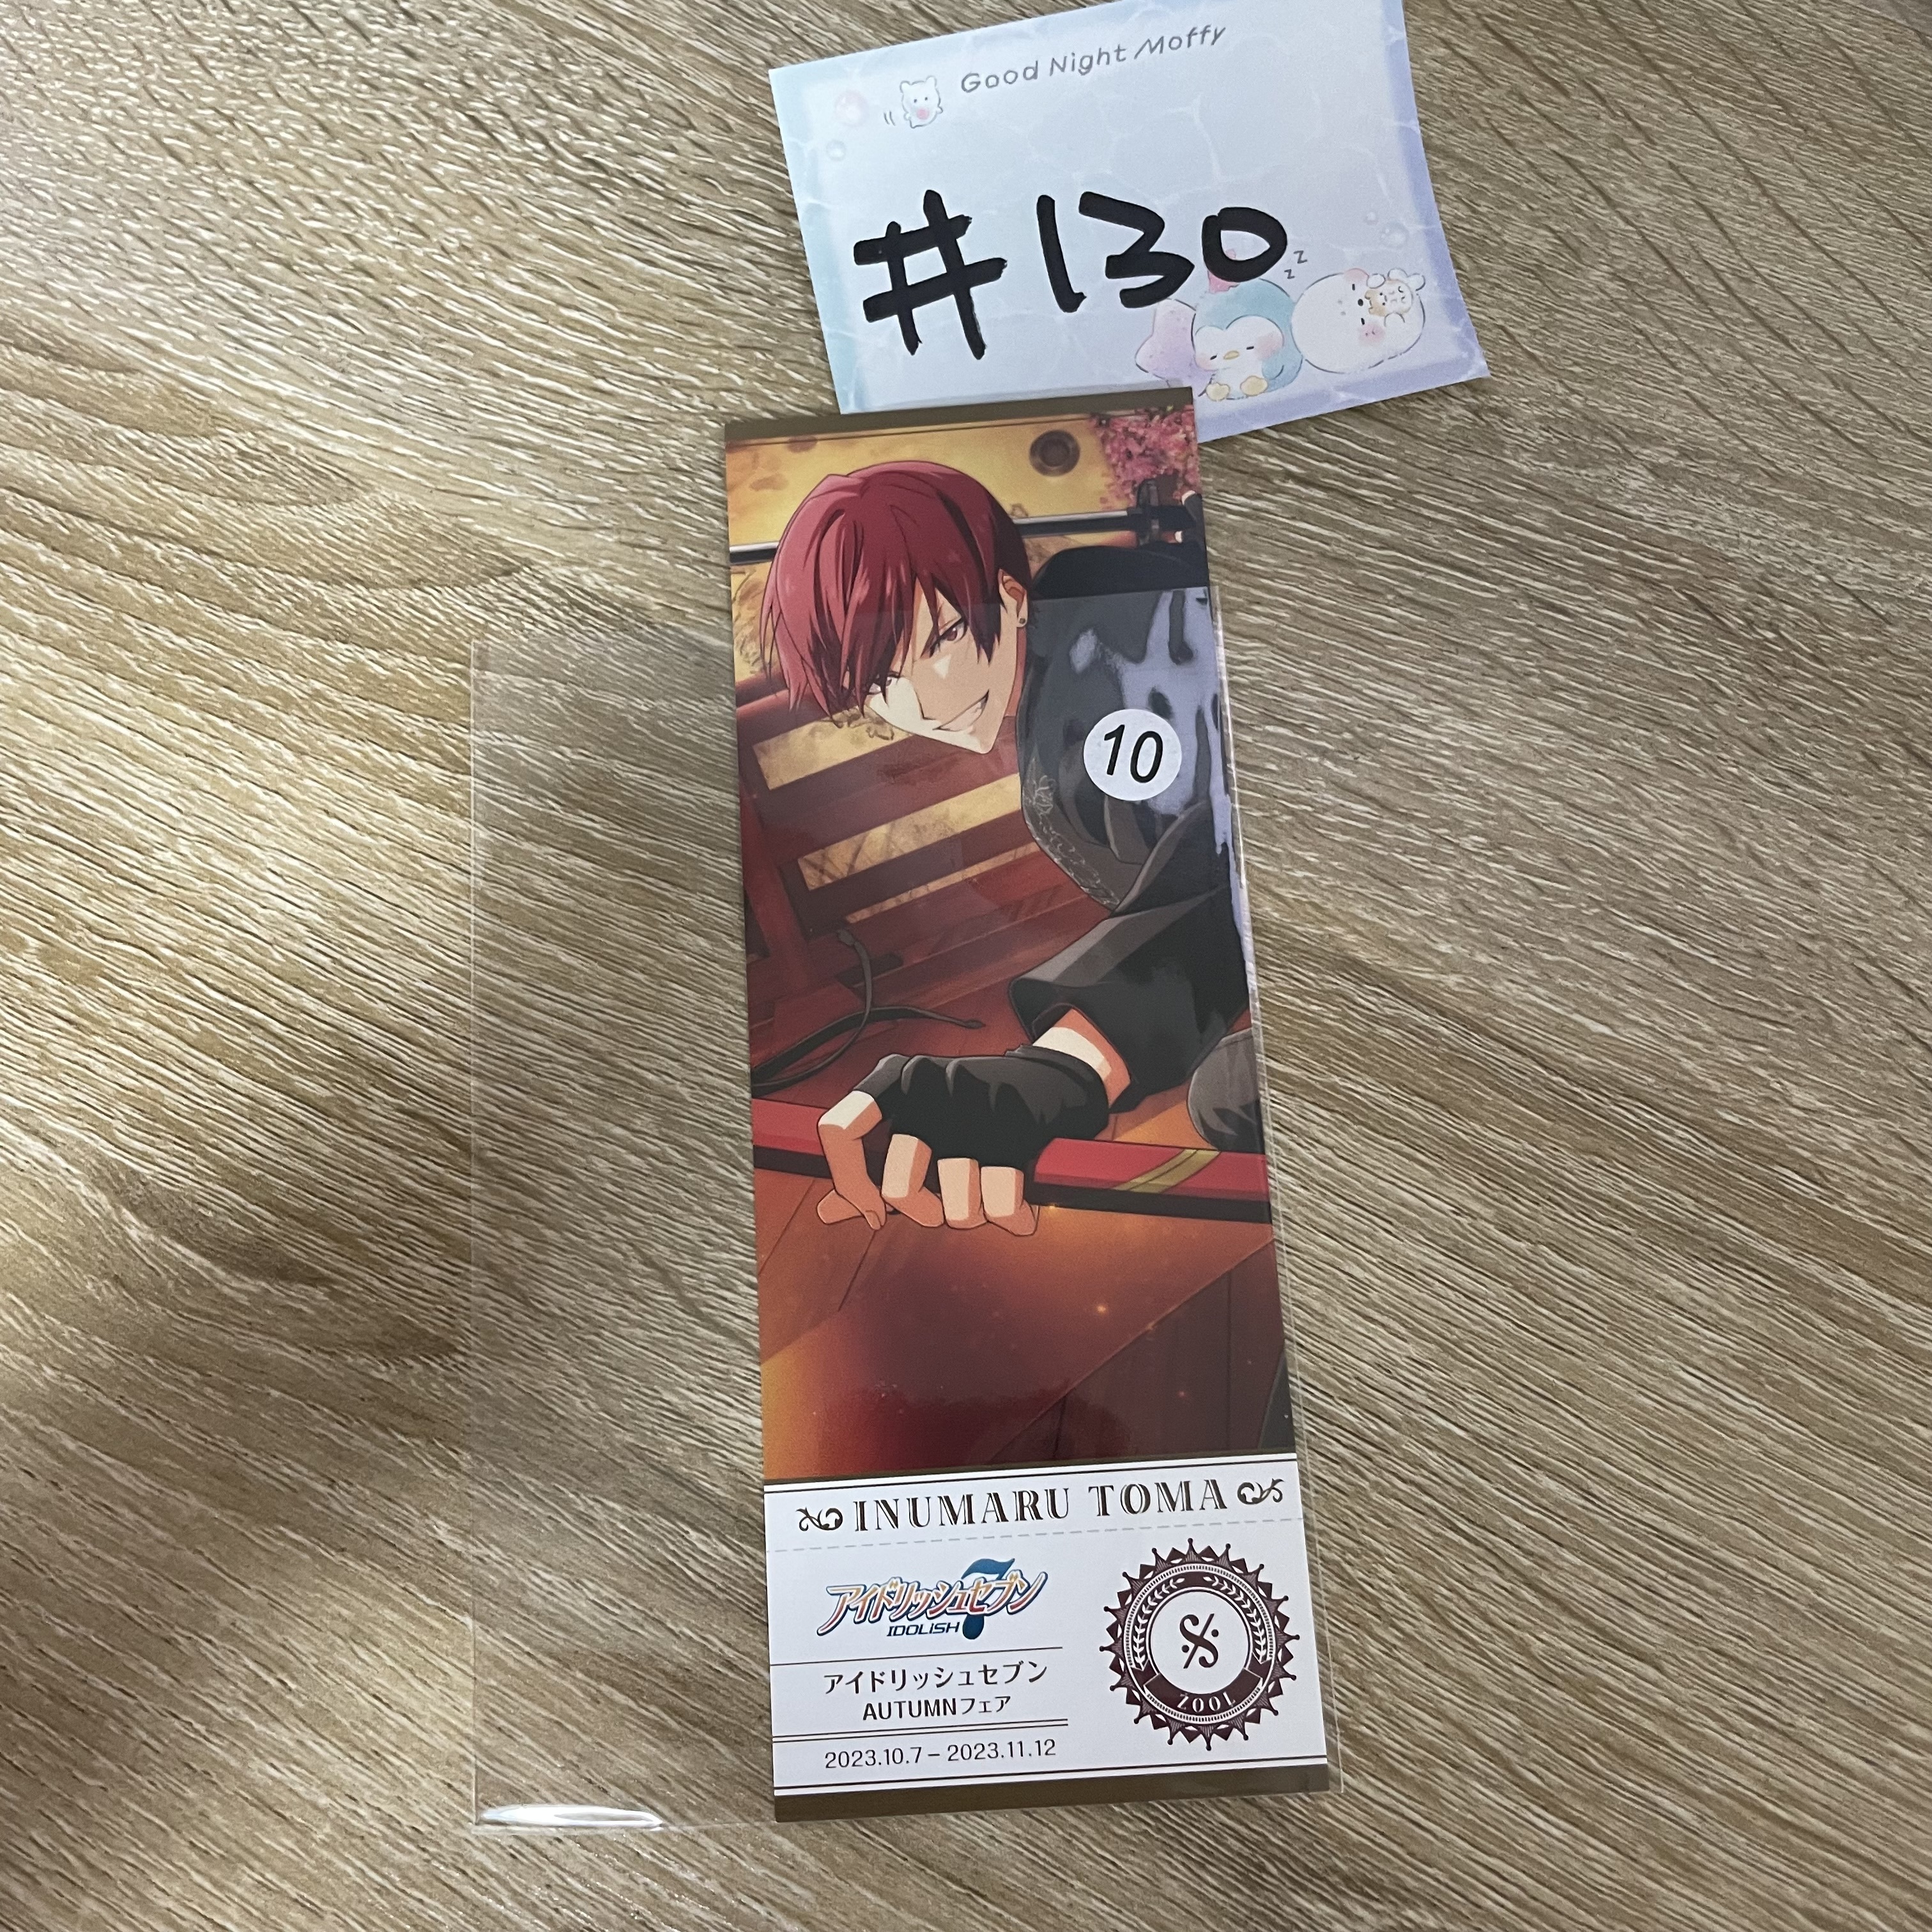 Good Night Moffy
#130
z z
10
INUMARU TOMA
アイドリッシュセブン
IDOLiSH7
アイドリッシュセブン
AUTUMNフェア
2023.10.7 – 2023.11.12
ŹOOĻ